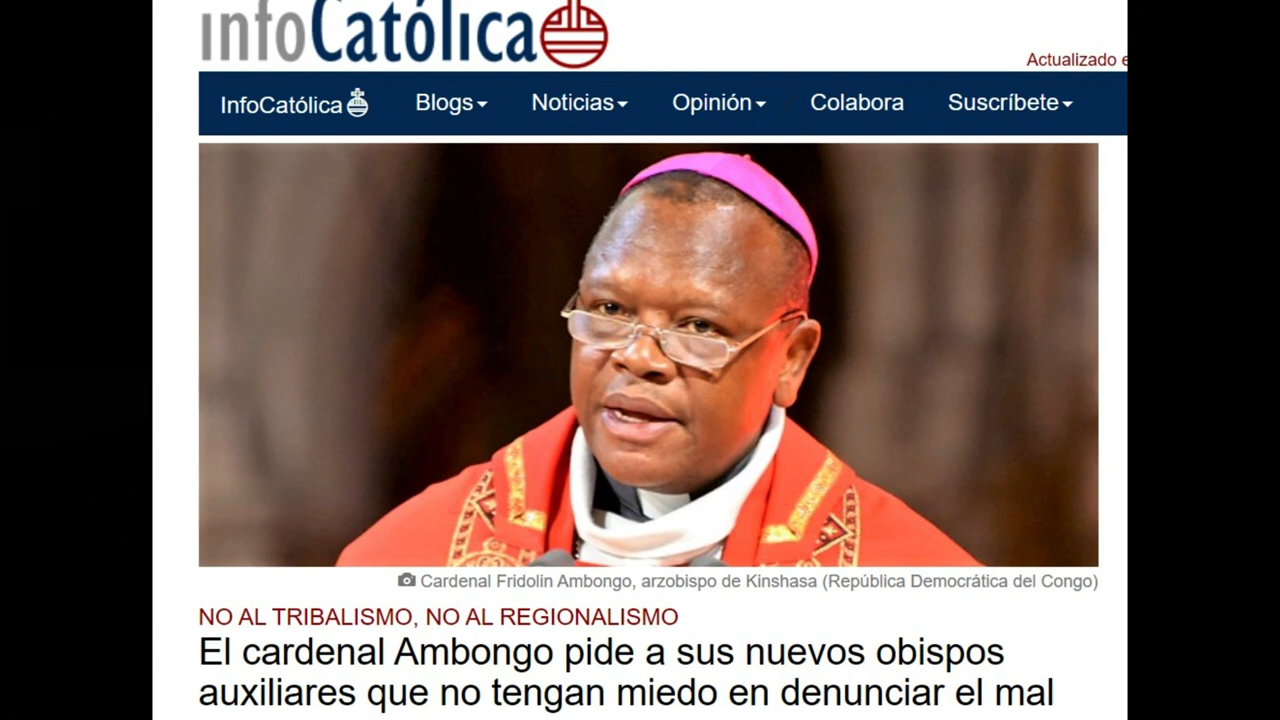 infoCatólica
Actualizado e
InfoCatólica Blogs Noticias Opinión Colabora Suscríbete
Cardenal Fridolin Ambongo, arzobispo de Kinshasa (República Democrática del Congo)
NO AL TRIBALISMO, NO AL REGIONALISMO
El cardenal Ambongo pide a sus nuevos obispos
auxiliares que no tengan miedo en denunciar el mal